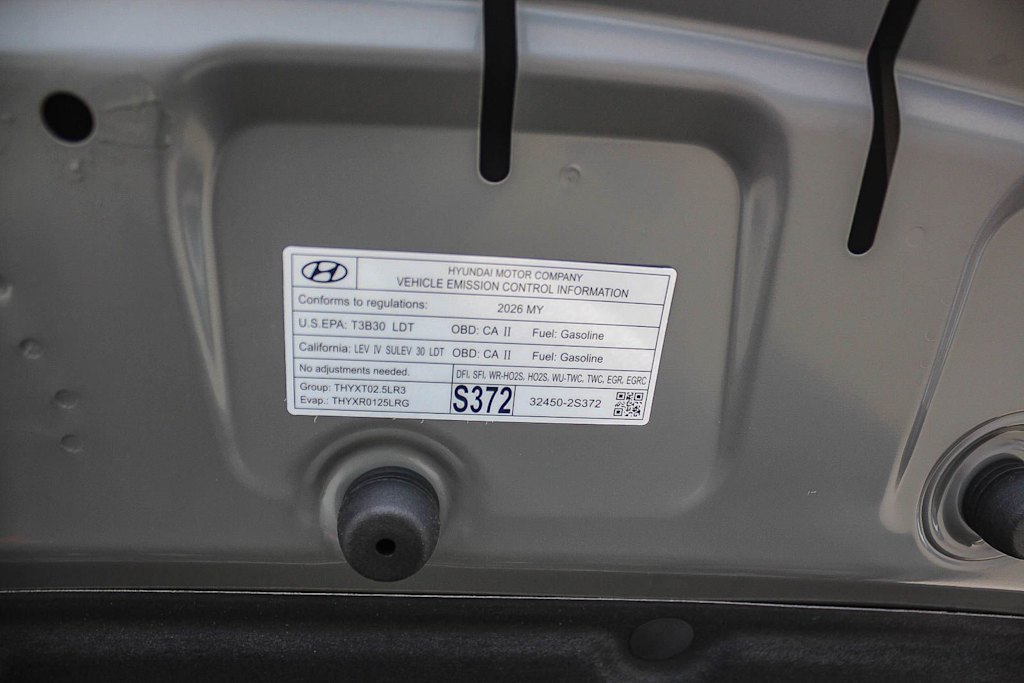 HYUNDAI MOTOR COMPANY
VEHICLE EMISSION CONTROL INFORMATION
Conforms to regulations: 2026 MY
U.S.EPA: T3B30 LDT OBD: CA II Fuel: Gasoline
California: LEV IV SULEV 30 LDT OBD: CA II Fuel: Gasoline
No adjustments needed. DFI, SFI, WR-HO2S, HO2S, WU-TWC, TWC, EGR, EGRC
Group: THYXT02.5LR3
Evap.: THYXR0125LRG
S372 32450-2S372